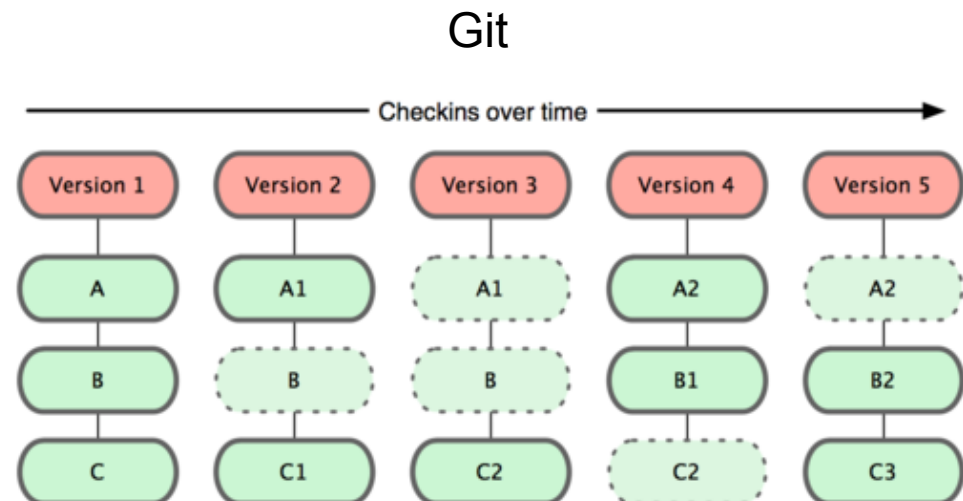 Git
Checkins over time
Version 1 Version 2 Version 3 Version 4 Version 5
A A1 A1 A2 A2
B B B B1 B2
C C1 C2 C2 C3